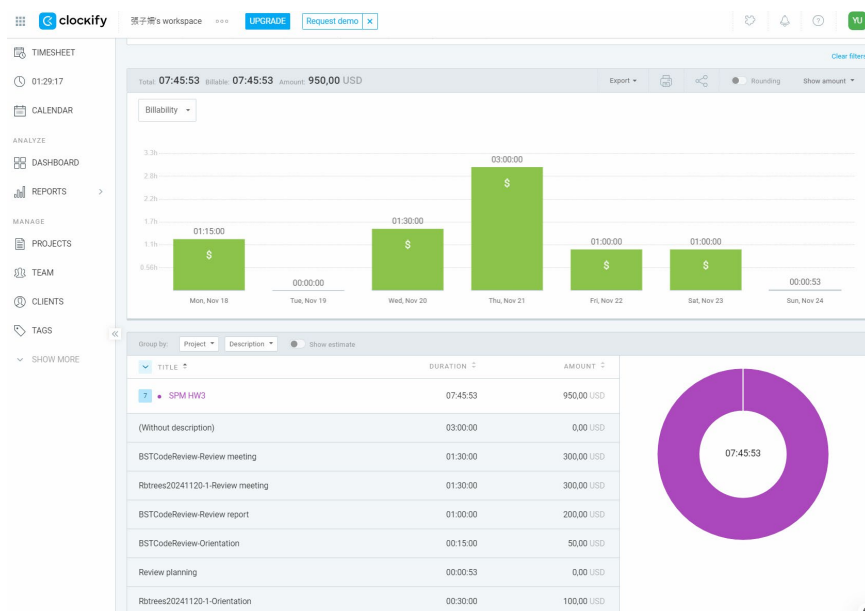 clockify
張子嫺's workspace
UPGRADE
Request demo ×
YU
TIMESHEET
01:29:17
CALENDAR
ANALYZE
DASHBOARD
REPORTS
MANAGE
PROJECTS
TEAM
CLIENTS
TAGS
SHOW MORE
Clear filters
Total: 07:45:53 Billable: 07:45:53 Amount: 950,00 USD
Export
Rounding
Show amount
Billability
3.3h
2.8h
2.2h
1.7h
1.1h
8.56h
01:15:00
00:00:00
01:30:00
03:00:00
01:00:00
01:00:00
00:00:53
$ $ $ $ $
Mon, Nov 18
Tue, Nov 19
Wed, Nov 20
Thu, Nov 21
Fri, Nov 22
Sat, Nov 23
Sun, Nov 24
Group by: Project Description Show estimate
TITLE DURATION AMOUNT
7 SPM HW3 07:45:53 950,00 USD
(Without description) 03:00:00 0,00 USD
BSTCodeReview-Review meeting 01:30:00 300,00 USD
Rbtrees20241120-1-Review meeting 01:30:00 300,00 USD
BSTCodeReview-Review report 01:00:00 200,00 USD
BSTCodeReview-Orientation 00:15:00 50,00 USD
Review planning 00:00:53 0,00 USD
Rbtrees20241120-1-Orientation 00:30:00 100,00 USD
07:45:53